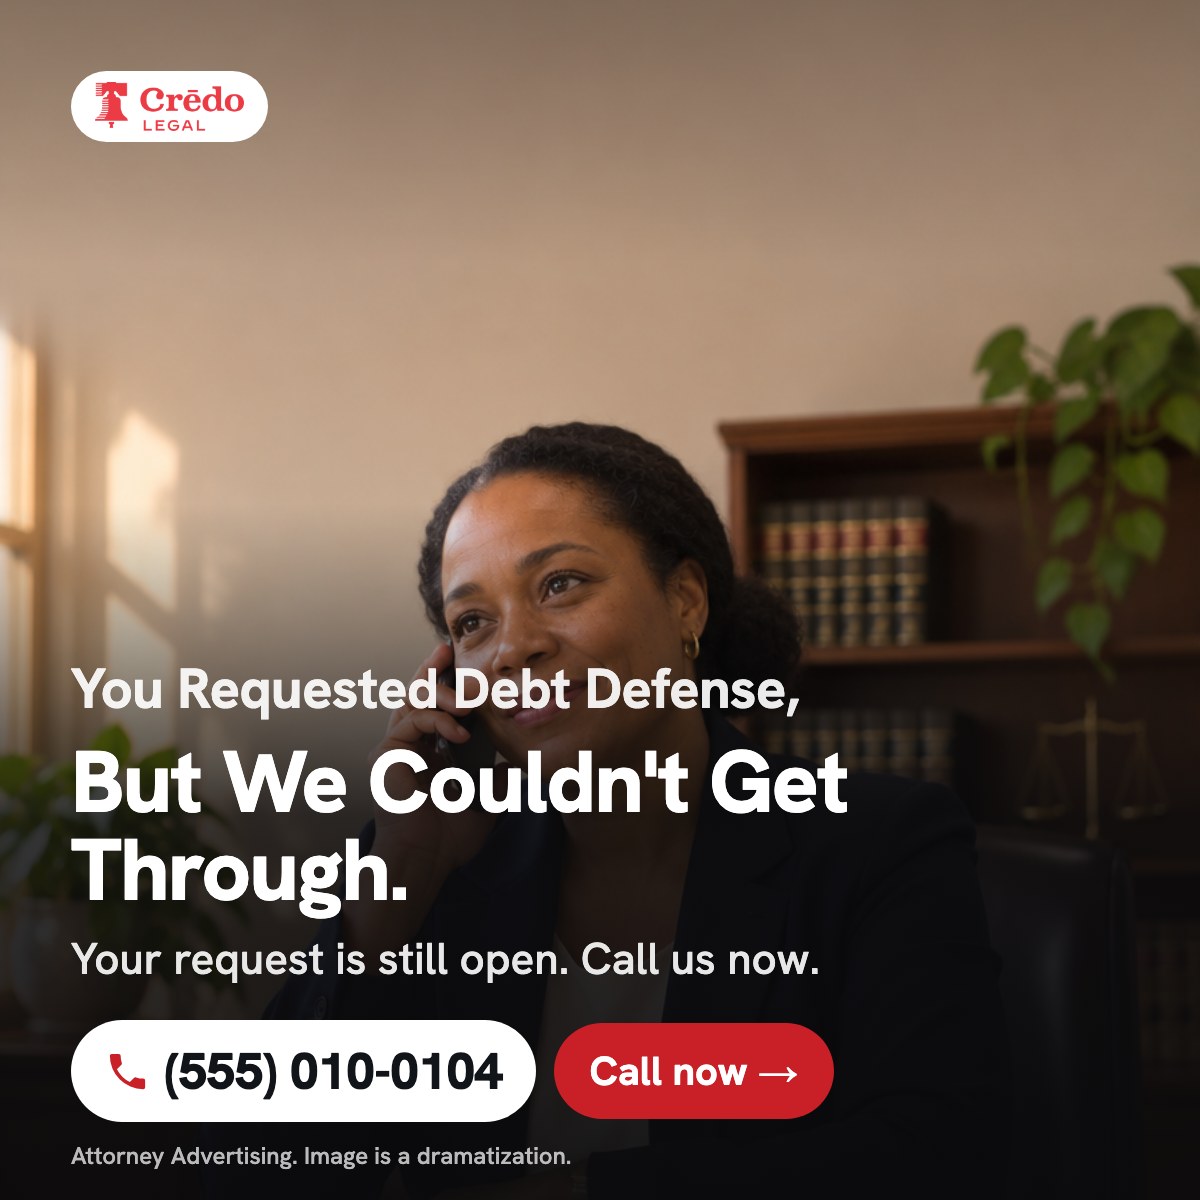 Crēdo
LEGAL
You Requested Debt Defense,
But We Couldn't Get
Through.
Your request is still open. Call us now.
(555) 010-0104
Call now →
Attorney Advertising. Image is a dramatization.